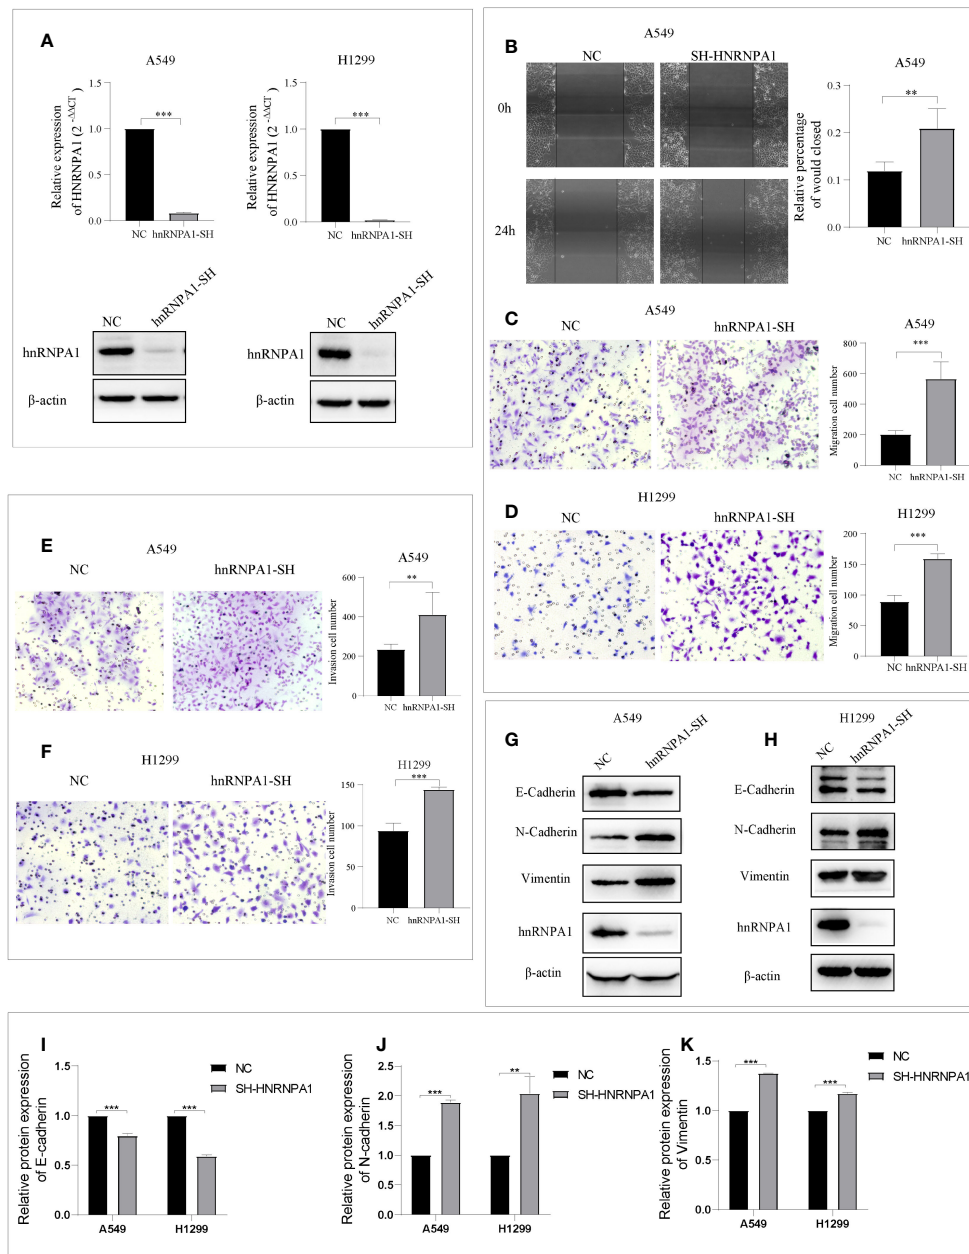 A
A549
H1299
Relative expression
of HNRNPA1 (2 -ΔΔCT )
1.5
1.0
0.5
0.0
***
NC
hnRNPA1-SH
Relative expression
of HNRNPA1 (2 -ΔΔCT )
1.5
1.0
0.5
0.0
***
NC
hnRNPA1-SH
NC
hnRNPA1-SH
hnRNPA1
β-actin
NC
hnRNPA1-SH
hnRNPA1
β-actin
B
A549
NC
SH-HNRNPA1
0h
24h
A549
Relative percentage
of would closed
0.3
0.2
0.1
0.0
**
NC
hnRNPA1-SH
C
A549
NC
hnRNPA1-SH
A549
Migration cell number
800
600
400
200
0
***
NC
hnRNPA1-SH
D
H1299
NC
hnRNPA1-SH
H1299
Migration cell number
200
150
100
50
0
***
NC
hnRNPA1-SH
E
A549
NC
hnRNPA1-SH
A549
Invasion cell number
600
400
200
0
**
NC
hnRNPA1-SH
F
H1299
NC
hnRNPA1-SH
H1299
Invasion cell number
150
100
50
0
***
NC
hnRNPA1-SH
G
A549
NC
hnRNPA1-SH
E-Cadherin
N-Cadherin
Vimentin
hnRNPA1
β-actin
H
H1299
NC
hnRNPA1-SH
E-Cadherin
N-Cadherin
Vimentin
hnRNPA1
β-actin
I
Relative protein expression
of E-cadherin
1.5
1.0
0.5
0.0
***
***
A549
H1299
NC
SH-HNRNPA1
J
Relative protein expression
of N-cadherin
2.5
2.0
1.5
1.0
0.5
0.0
***
**
A549
H1299
NC
SH-HNRNPA1
K
Relative protein expression
of Vimentin
1.5
1.0
0.5
0.0
***
***
A549
H1299
NC
SH-HNRNPA1